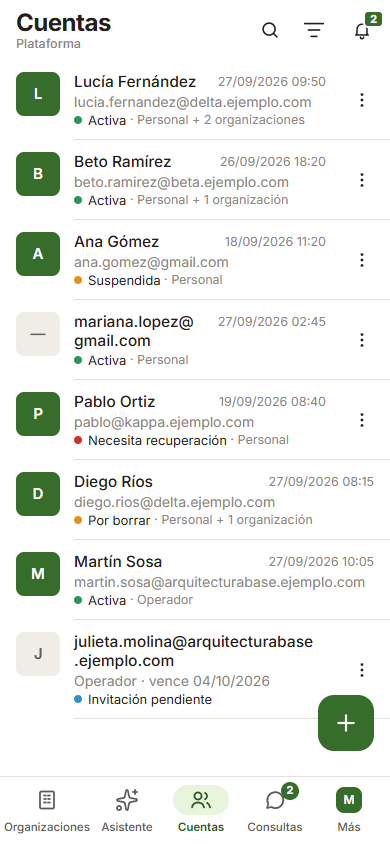 Cuentas
Plataforma
2
L
Lucía Fernández 27/09/2026 09:50
lucia.fernandez@delta.ejemplo.com
Activa · Personal + 2 organizaciones
B
Beto Ramírez 26/09/2026 18:20
beto.ramirez@beta.ejemplo.com
Activa · Personal + 1 organización
A
Ana Gómez 18/09/2026 11:20
ana.gomez@gmail.com
Suspendida · Personal
—
mariana.lopez@ 27/09/2026 02:45
gmail.com
Activa · Personal
P
Pablo Ortiz 19/09/2026 08:40
pablo@kappa.ejemplo.com
Necesita recuperación · Personal
D
Diego Ríos 27/09/2026 08:15
diego.rios@delta.ejemplo.com
Por borrar · Personal + 1 organización
M
Martín Sosa 27/09/2026 10:05
martin.sosa@arquitecturabase.ejemplo.com
Activa · Operador
J
julieta.molina@arquitecturabase
.ejemplo.com
Operador · vence 04/10/2026
Invitación pendiente
2
M
Organizaciones Asistente Cuentas Consultas Más